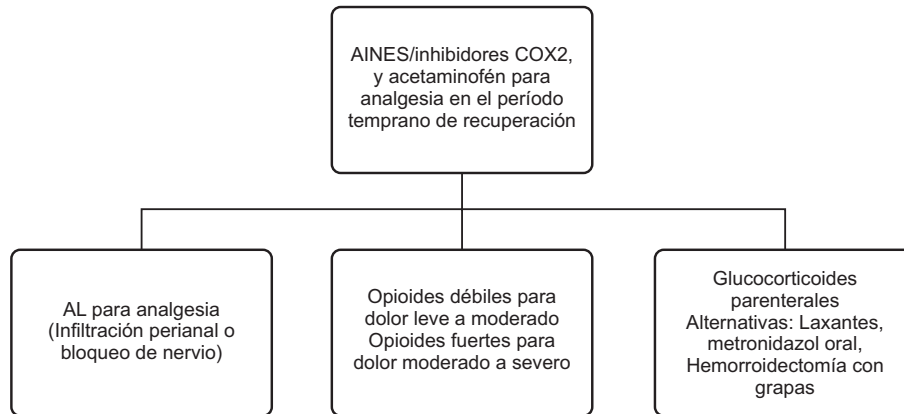 AINES/inhibidores COX2,
y acetaminofén para
analgesia en el período
temprano de recuperación
AL para analgesia
(Infiltración perianal o
bloqueo de nervio)
Opioides débiles para
dolor leve a moderado
Opioides fuertes para
dolor moderado a severo
Glucocorticoides
parenterales
Alternativas: Laxantes,
metronidazol oral,
Hemorroidectomía con
grapas